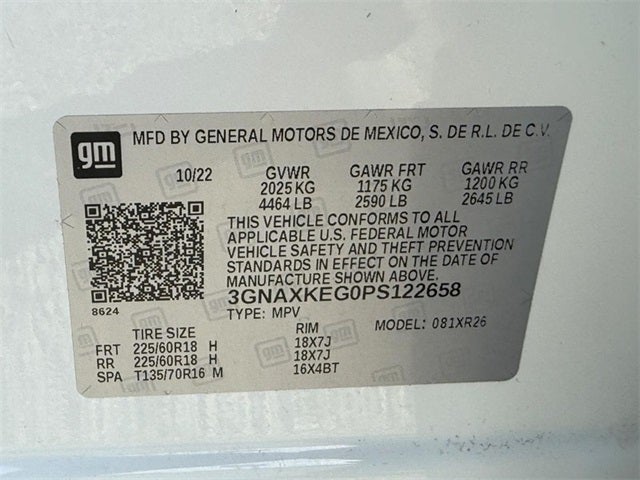 gm
MFD BY GENERAL MOTORS DE MEXICO, S. DE R.L. DE C.V.
10/22 GVWR GAWR FRT GAWR RR
2025 KG 1175 KG 1200 KG
4464 LB 2590 LB 2645 LB
THIS VEHICLE CONFORMS TO ALL
APPLICABLE U.S. FEDERAL MOTOR
VEHICLE SAFETY AND THEFT PREVENTION
STANDARDS IN EFFECT ON THE DATE OF
MANUFACTURE SHOWN ABOVE.
8624
3GNAXKEG0PS122658
TYPE: MPV MODEL: 081XR26
TIRE SIZE RIM
FRT 225/60R18 H 18X7J
RR 225/60R18 H 18X7J
SPA T135/70R16 M 16X4BT